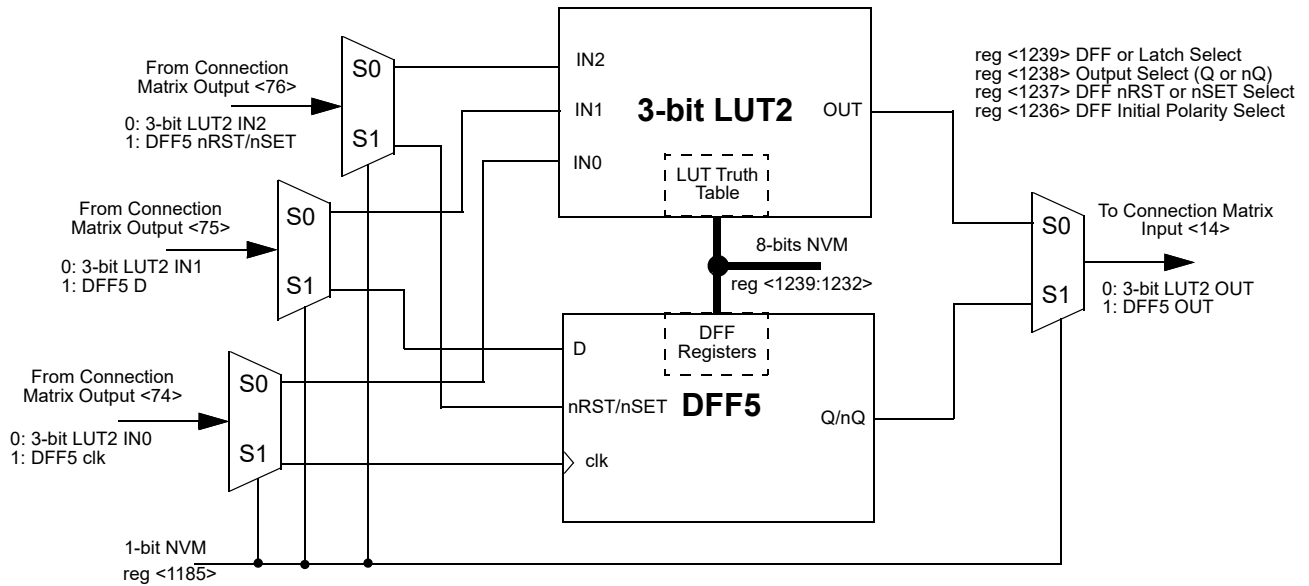 From Connection
Matrix Output <76>
0: 3-bit LUT2 IN2
1: DFF5 nRST/nSET
S0
S1
From Connection
Matrix Output <75>
0: 3-bit LUT2 IN1
1: DFF5 D
S0
S1
From Connection
Matrix Output <74>
0: 3-bit LUT2 IN0
1: DFF5 clk
S0
S1
1-bit NVM
reg <1185>
IN2
IN1
IN0
3-bit LUT2
OUT
LUT Truth
Table
8-bits NVM
reg <1239:1232>
DFF
Registers
D
nRST/nSET
clk
DFF5
Q/nQ
reg <1239> DFF or Latch Select
reg <1238> Output Select (Q or nQ)
reg <1237> DFF nRST or nSET Select
reg <1236> DFF Initial Polarity Select
S0
S1
To Connection Matrix
Input <14>
0: 3-bit LUT2 OUT
1: DFF5 OUT